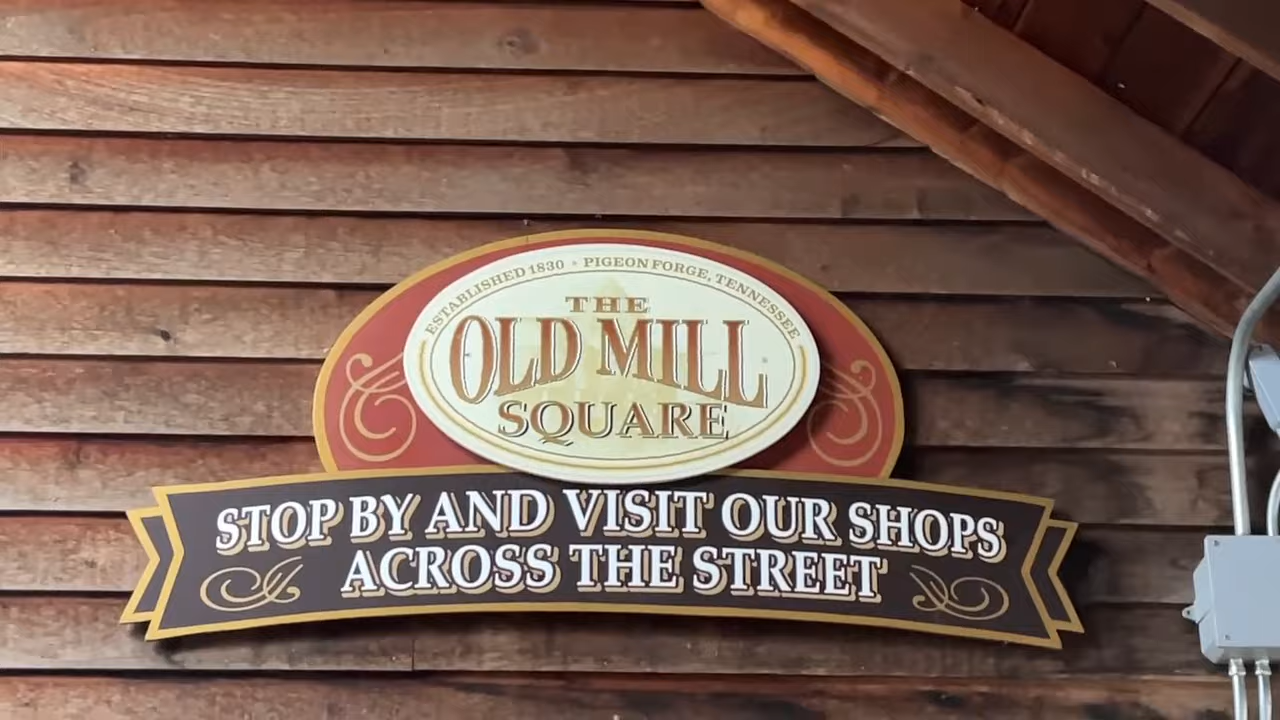 ESTABLISHED 1830 • PIGEON FORGE, TENNESSEE
THE
OLD MILL
SQUARE
STOP BY AND VISIT OUR SHOPS
ACROSS THE STREET